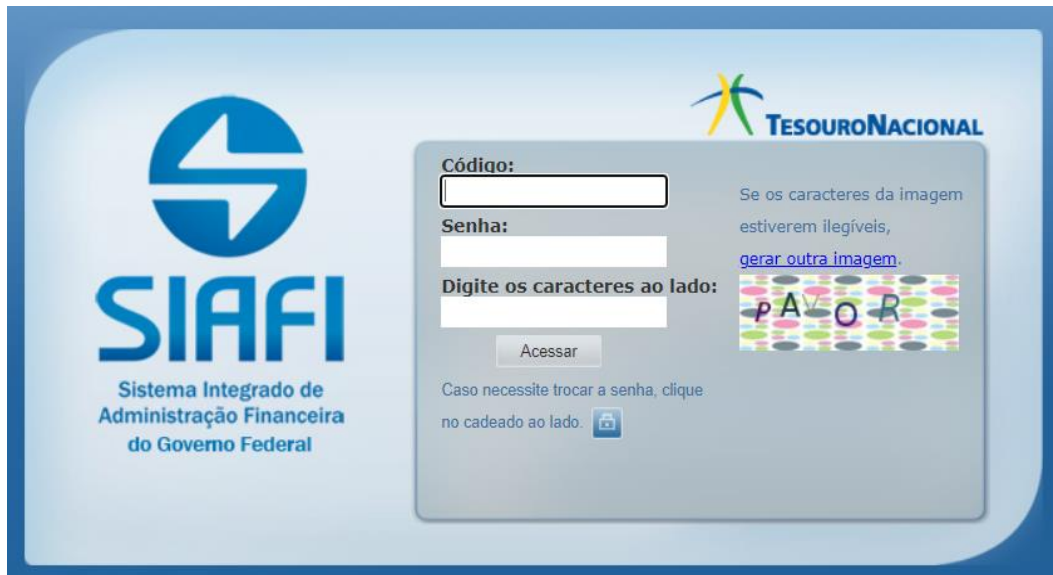 TESOURONACIONAL
Código:
Se os caracteres da imagem
estiverem ilegíveis,
gerar outra imagem.
Senha:
Digite os caracteres ao lado:
PAVOR
Acessar
Caso necessite trocar a senha, clique
no cadeado ao lado.
SIAFI
Sistema Integrado de
Administração Financeira
do Governo Federal